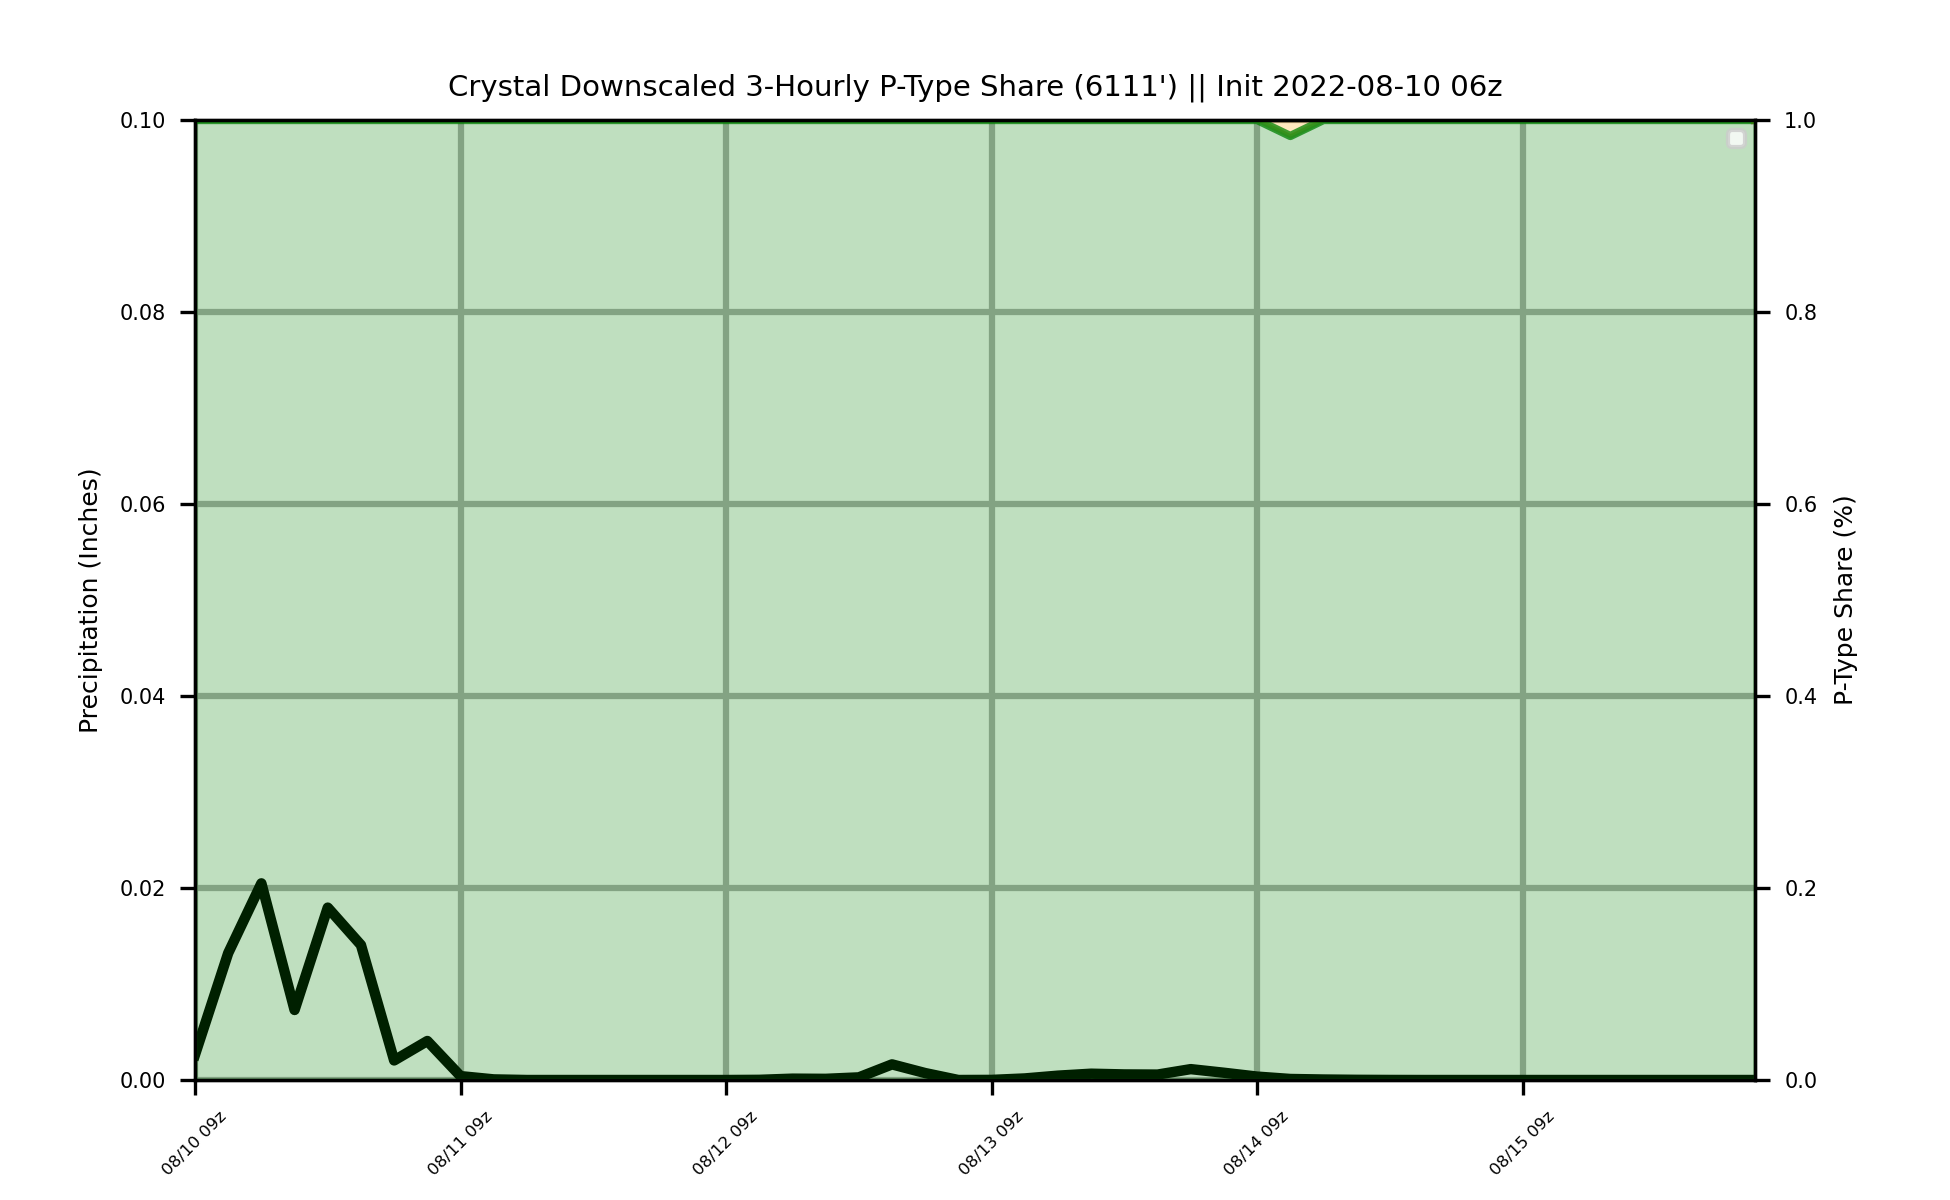 Crystal Downscaled 3-Hourly P-Type Share (6111') || Init 2022-08-10 06z
0.10
0.08
0.06
0.04
0.02
0.00
Precipitation (Inches)
1.0
0.8
0.6
0.4
0.2
0.0
P-Type Share (%)
08/10 09z
08/11 09z
08/12 09z
08/13 09z
08/14 09z
08/15 09z